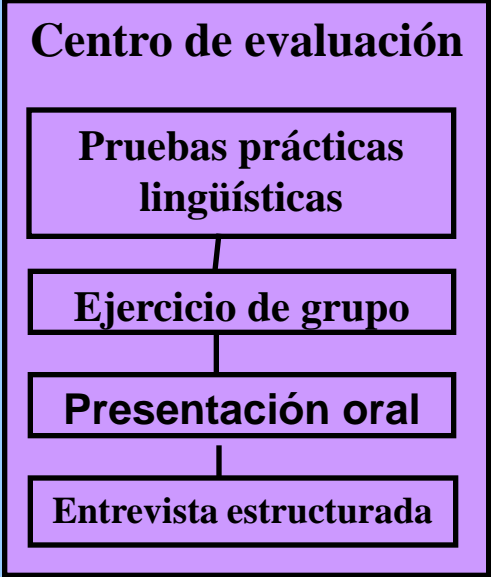 Centro de evaluación
Pruebas prácticas
lingüísticas
Ejercicio de grupo
Presentación oral
Entrevista estructurada